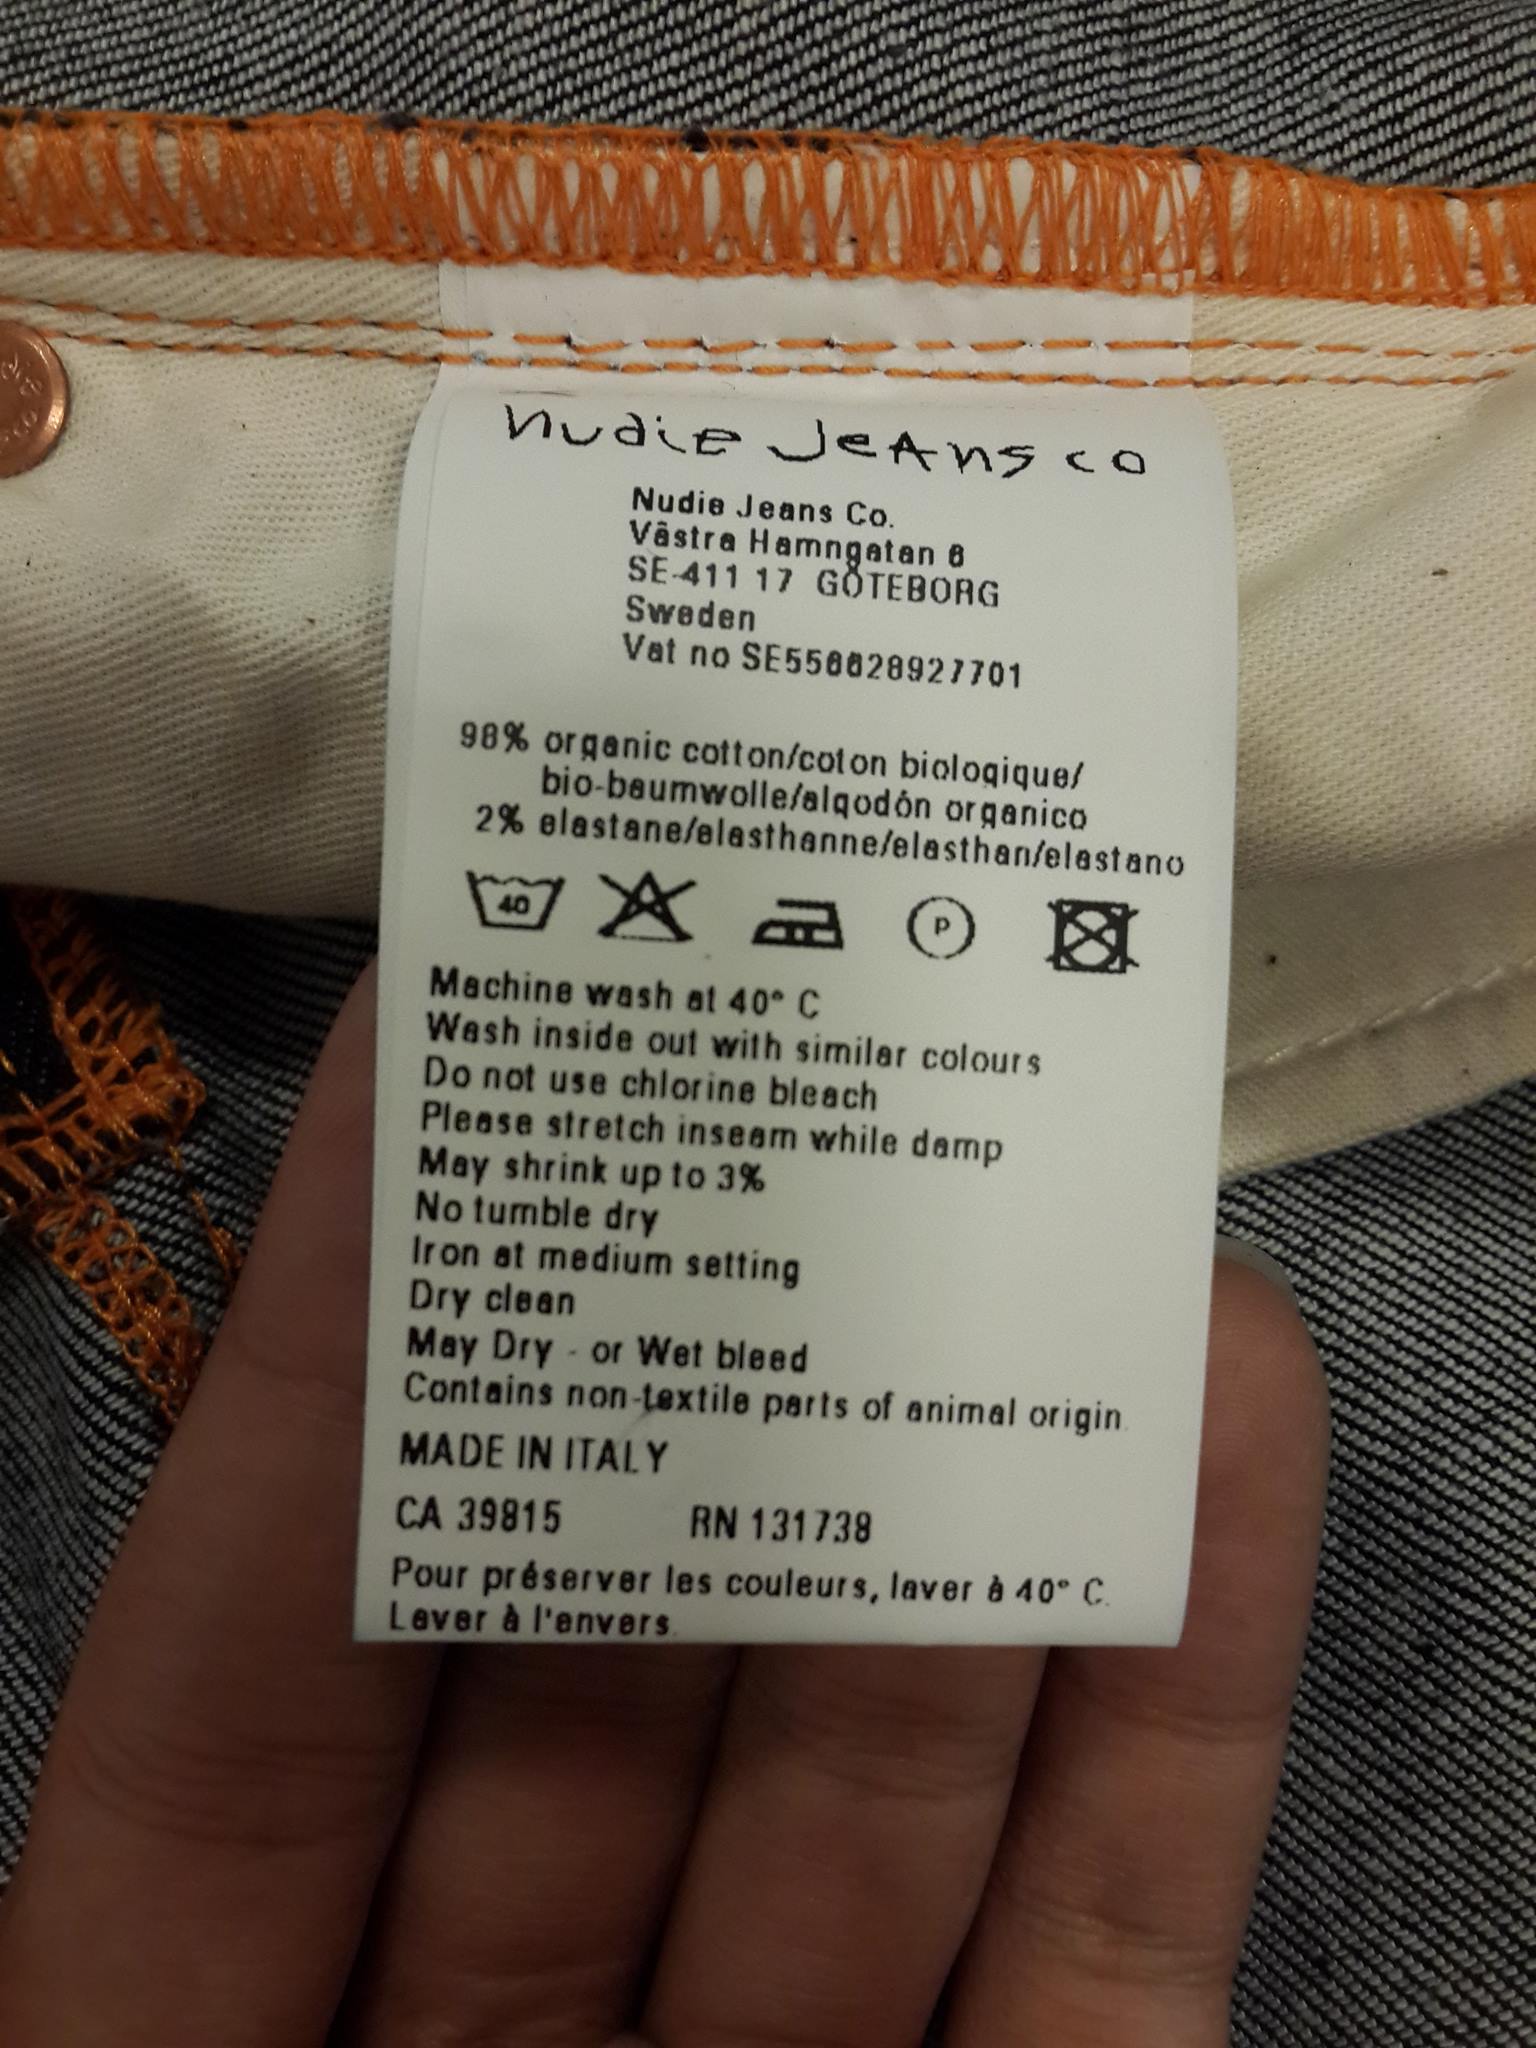 nudie Jeans co
Nudie Jeans Co.
Västra Hamngatan 6
SE-411 17 GÖTEBORG
Sweden
Vat no SE556628927701
98% organic cotton/coton biologique/
bio-baumwolle/algodón organico
2% elastane/elasthanne/elasthan/elastano
40
P
Machine wash at 40° C
Wash inside out with similar colours
Do not use chlorine bleach
Please stretch inseam while damp
May shrink up to 3%
No tumble dry
Iron at medium setting
Dry clean
May Dry - or Wet bleed
Contains non-textile parts of animal origin.
MADE IN ITALY
CA 39815 RN 131738
Pour préserver les couleurs, laver à 40° C.
Laver à l'envers.